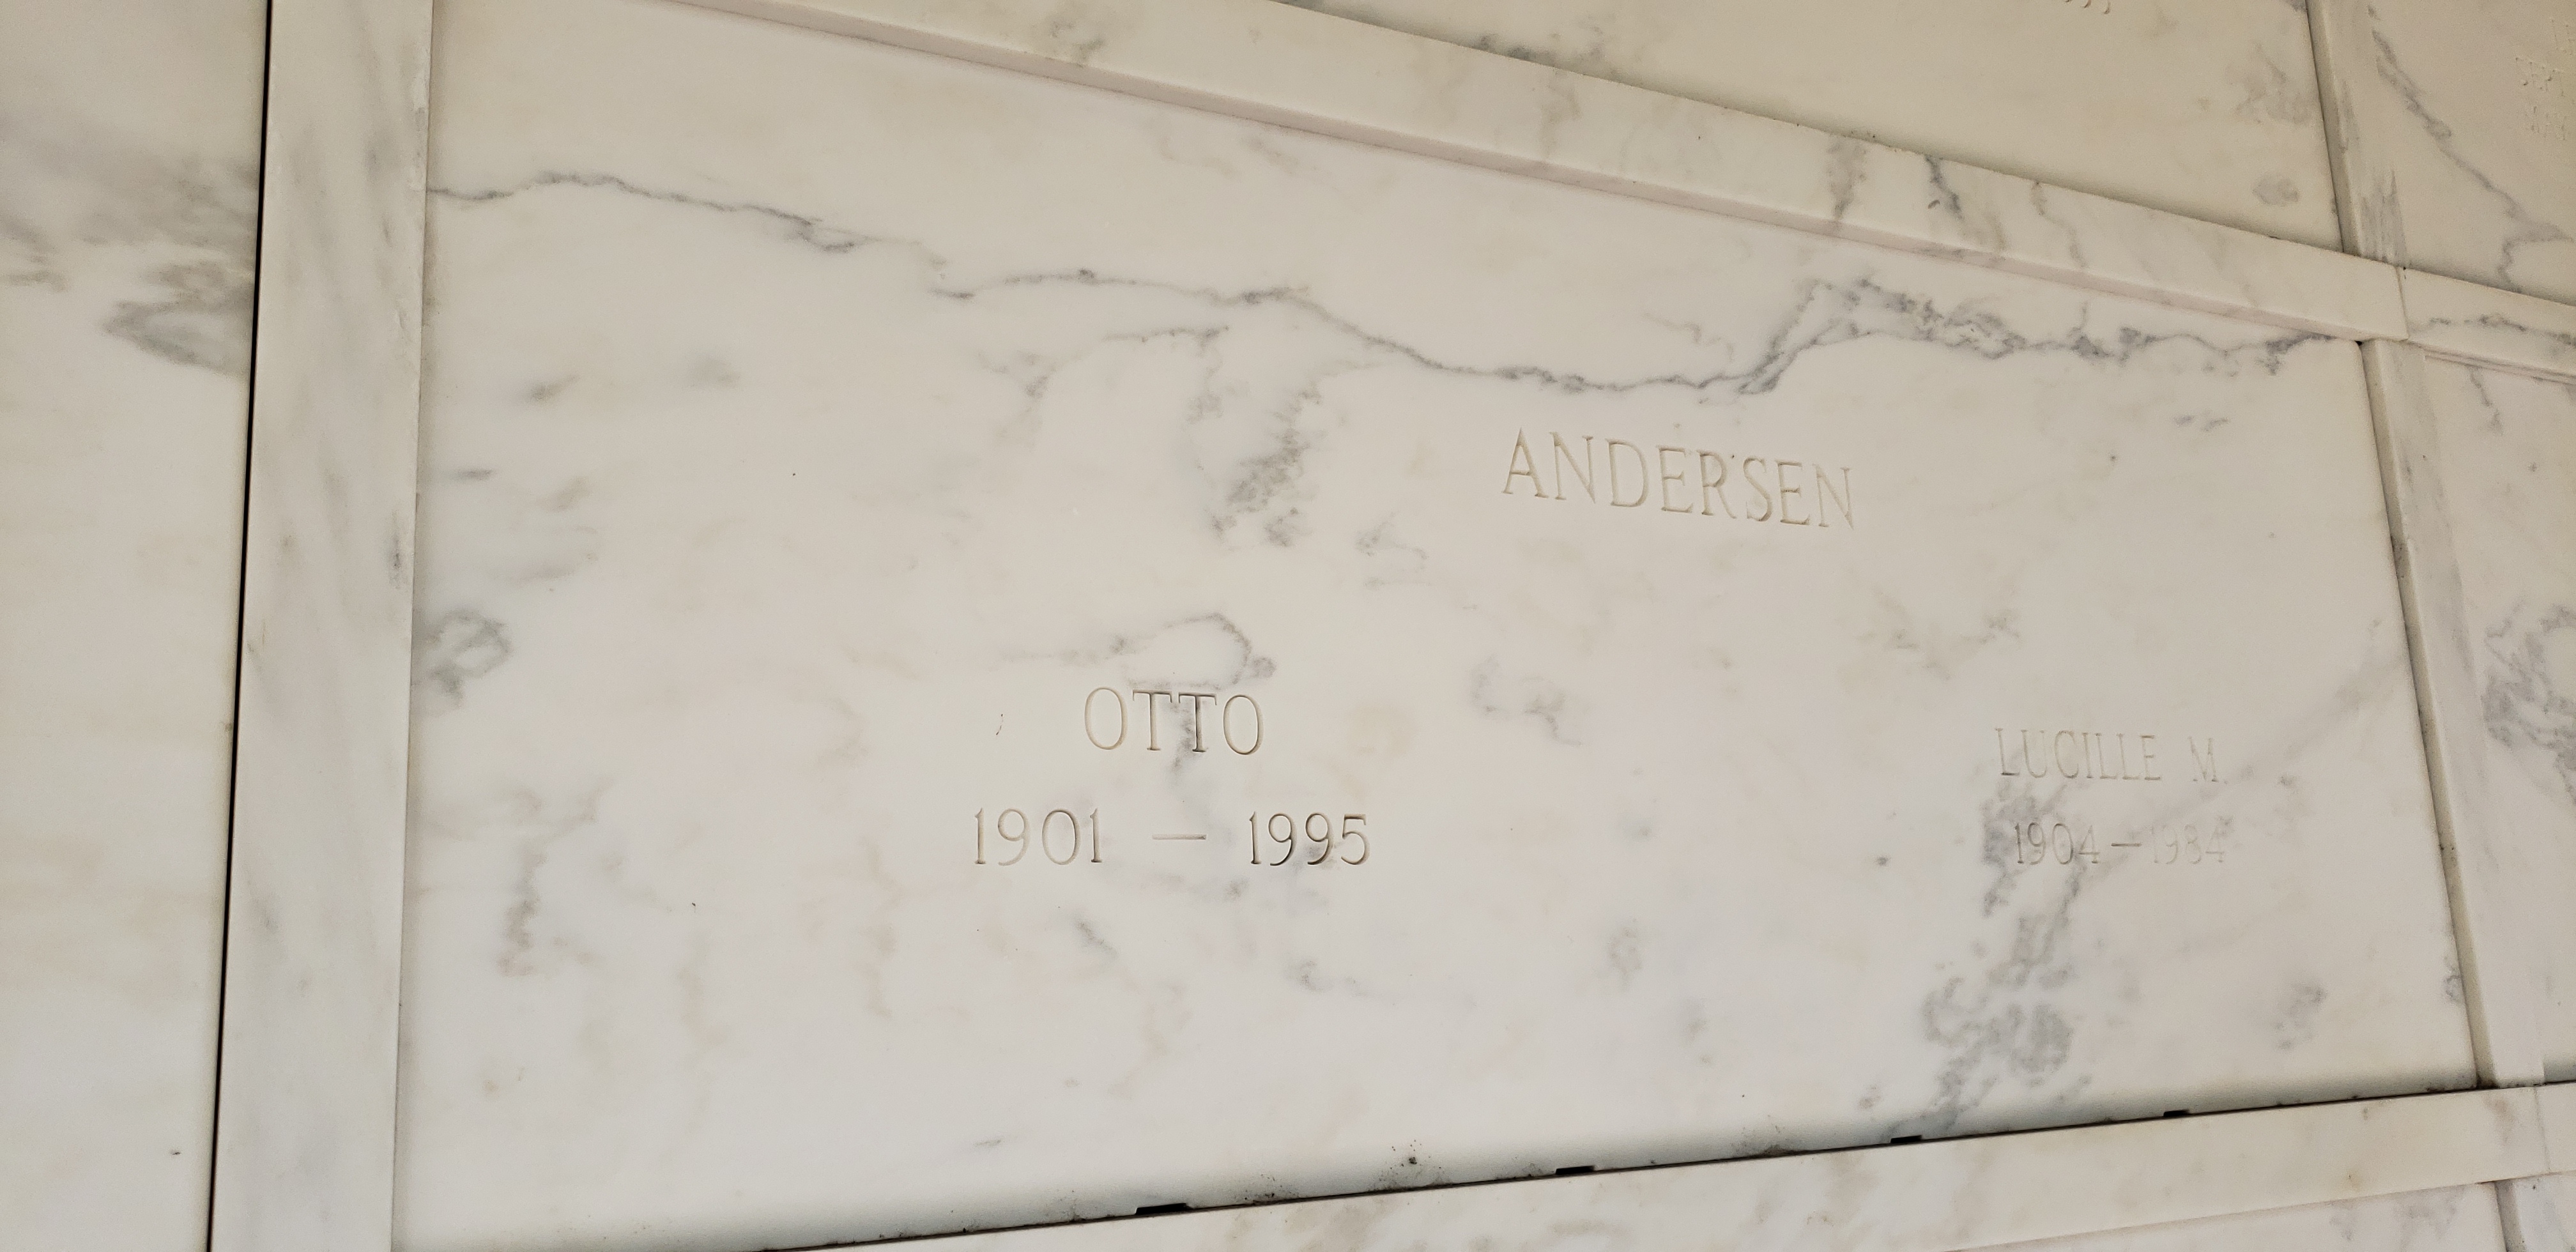 ANDERSEN
OTTO
1901 — 1995
LUCILLE M.
1904 — 1984